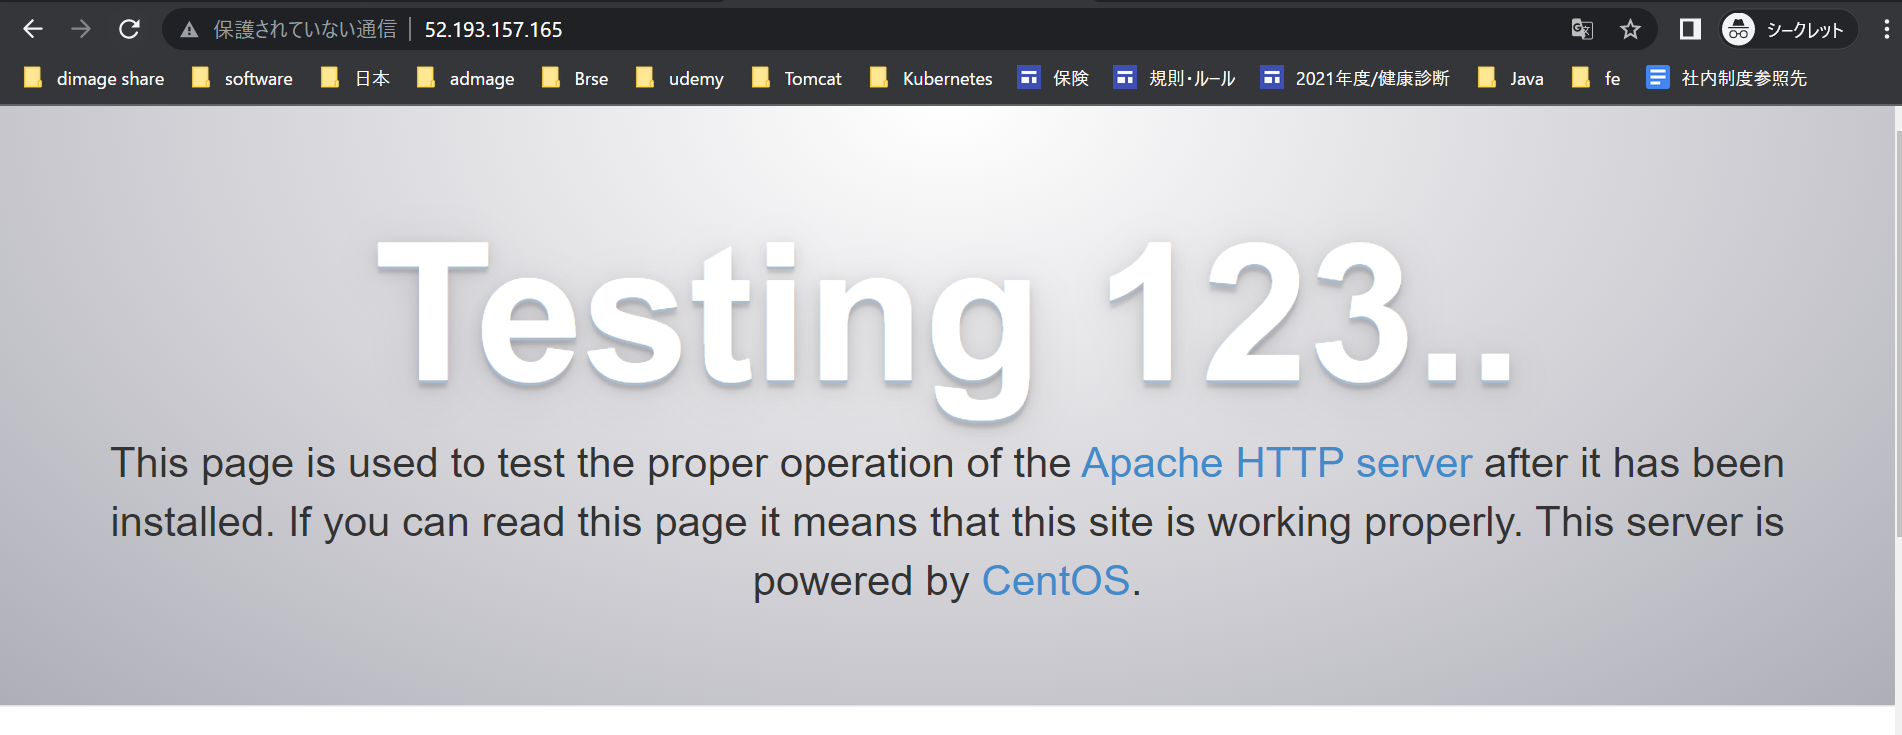 保護されていない通信 52.193.157.165 シークレット
dimage share software 日本 admage Brse udemy Tomcat Kubernetes 保険 規則・ルール 2021年度/健康診断 Java fe 社内制度参照先
Testing 123..
This page is used to test the proper operation of the Apache HTTP server after it has been
installed. If you can read this page it means that this site is working properly. This server is
powered by CentOS.